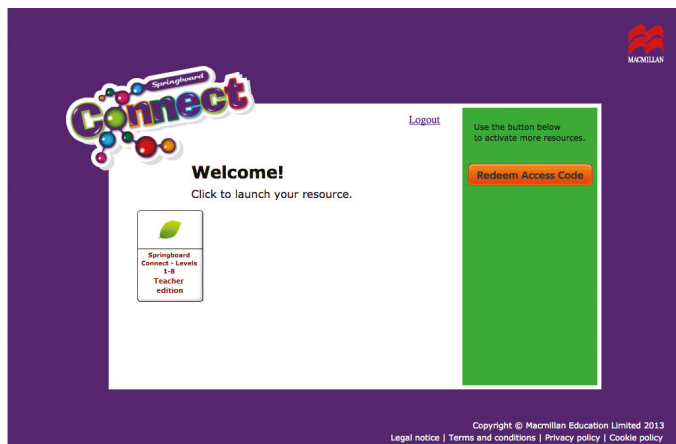 MACMILLAN
Springboard
Connect
Logout
Use the button below
to activate more resources.
Redeem Access Code
Welcome!
Click to launch your resource.
Springboard
Connect - Levels
1-8
Teacher
edition
Copyright © Macmillan Education Limited 2013
Legal notice | Terms and conditions | Privacy policy | Cookie policy